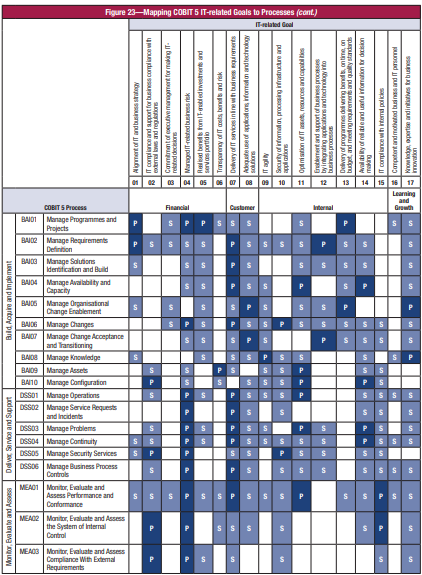 Figure 23—Mapping COBIT 5 IT-related Goals to Processes (cont.)
IT-related Goal
Alignment of IT and business strategy
IT compliance and support for business compliance with external laws and regulations
Commitment of executive management for making IT-related decisions
Managed IT-related business risk
Realised benefits from IT-enabled investments and services portfolio
Transparency of IT costs, benefits and risk
Delivery of IT services in line with business requirements
Adequate use of applications, information and technology solutions
IT agility
Security of information, processing infrastructure and applications
Optimisation of IT assets, resources and capabilities
Enablement and support of business processes by integrating applications and technology into business processes
Delivery of programmes delivering benefits, on time, on budget, and meeting requirements and quality standards
Availability of reliable and useful information for decision making
IT compliance with internal policies
Competent and motivated business and IT personnel
Knowledge, expertise and initiatives for business innovation
01 02 03 04 05 06 07 08 09 10 11 12 13 14 15 16 17
COBIT 5 Process Financial Customer Internal Learning and Growth
Build, Acquire and Implement
BAI01 Manage Programmes and Projects P S P P S S S S P S S
BAI02 Manage Requirements Definition P S S S S P S S S S P S S S S
BAI03 Manage Solutions Identification and Build S S S P S S S S S S
BAI04 Manage Availability and Capacity S S P S S P S P S
BAI05 Manage Organisational Change Enablement S S S S P S S S P P
BAI06 Manage Changes S P S P S S P S S S S S S S
BAI07 Manage Change Acceptance and Transitioning S S S P S P S S S S
BAI08 Manage Knowledge S S S S P S S S S P
BAI09 Manage Assets S S P S S S P S S
BAI10 Manage Configuration P S S S S S P P S
Deliver, Service and Support
DSS01 Manage Operations S P S P S S S P S S S S S
DSS02 Manage Service Requests and Incidents P P S S S S S
DSS03 Manage Problems S P S P S S P S P S S
DSS04 Manage Continuity S S P S P S S S S S S P S S S
DSS05 Manage Security Services S P P P S P S S S S
DSS06 Manage Business Process Controls S P P S S S S S S S S
Monitor, Evaluate and Assess
MEA01 Monitor, Evaluate and Assess Performance and Conformance S S S P S S P S S S P S S P S S
MEA02 Monitor, Evaluate and Assess the System of Internal Control P P S S S S S P S
MEA03 Monitor, Evaluate and Assess Compliance With External Requirements P P S S S S S